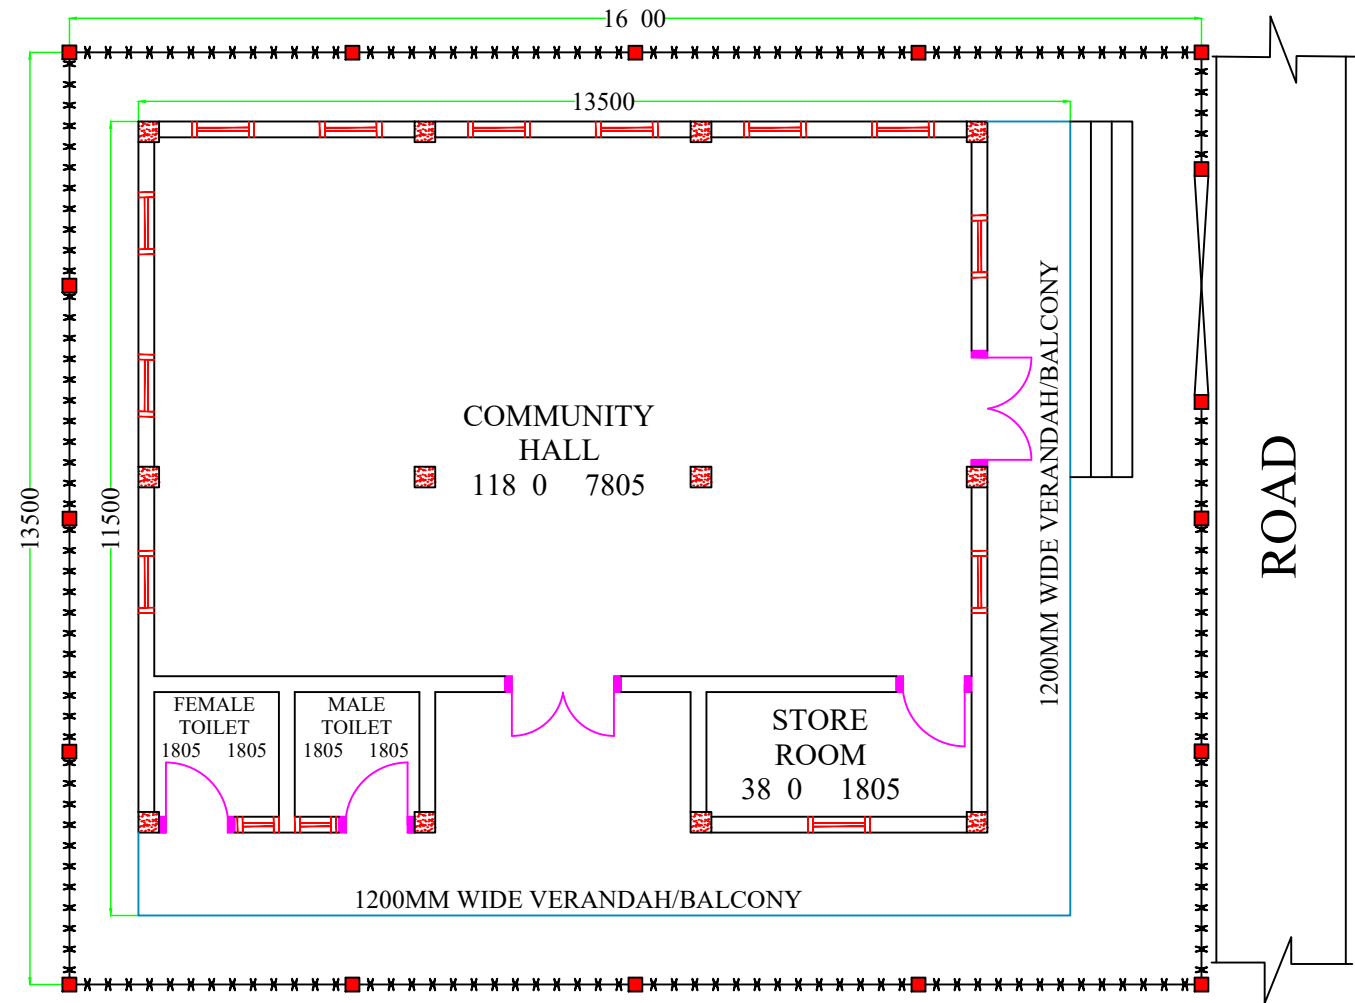 16 00
13500
13500
11500
COMMUNITY
HALL
118 0 7805
1200MM WIDE VERANDAH/BALCONY
ROAD
FEMALE
TOILET
1805 1805
MALE
TOILET
1805 1805
STORE
ROOM
38 0 1805
1200MM WIDE VERANDAH/BALCONY